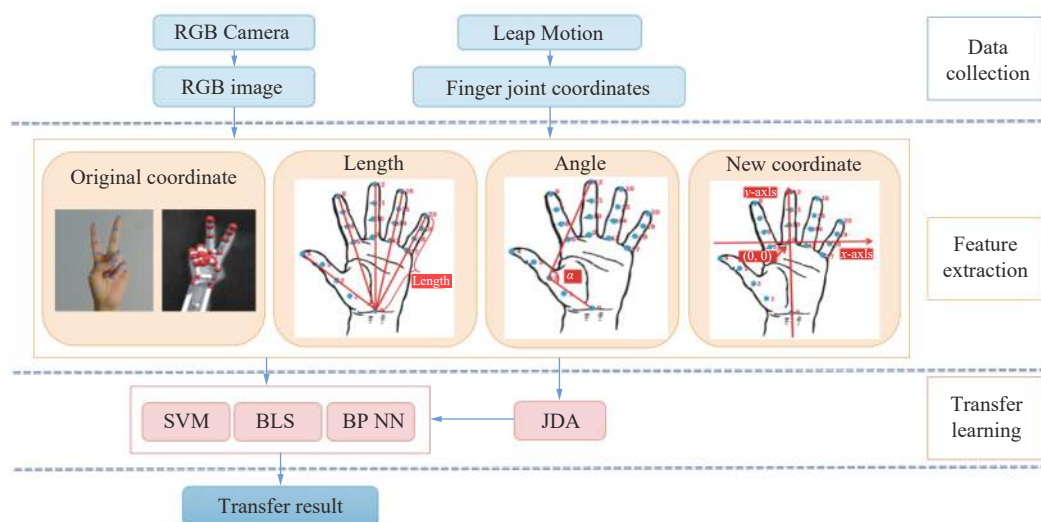 RGB Camera
Leap Motion
Data
collection
RGB image
Finger joint coordinates
Original coordinate
Length
Angle
New coordinate
y-axis
x-axis
(0, 0)
Length
α
Feature
extraction
SVM
BLS
BP NN
JDA
Transfer
learning
Transfer result